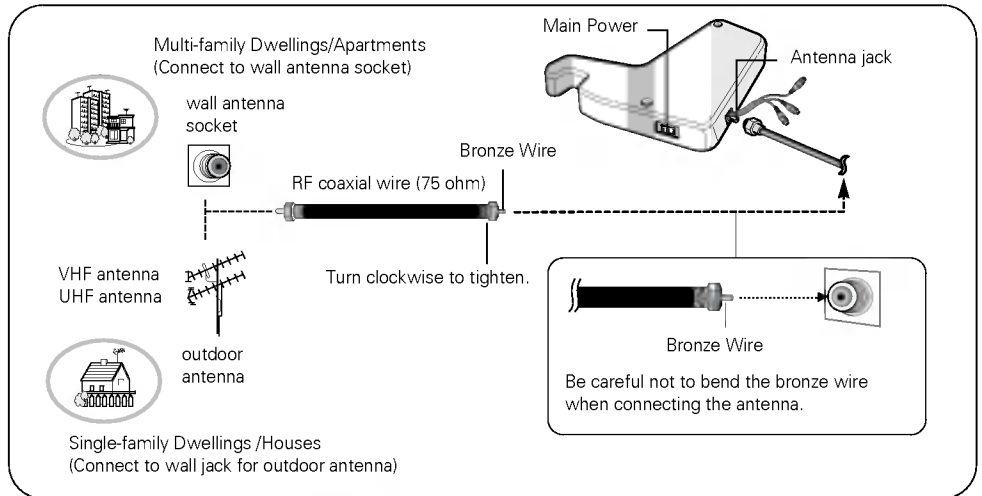 Multi-family Dwellings/Apartments
(Connect to wall antenna socket)
wall antenna
socket
Main Power
Antenna jack
Bronze Wire
RF coaxial wire (75 ohm)
Turn clockwise to tighten.
VHF antenna
UHF antenna
outdoor
antenna
Single-family Dwellings /Houses
(Connect to wall jack for outdoor antenna)
Bronze Wire
Be careful not to bend the bronze wire
when connecting the antenna.